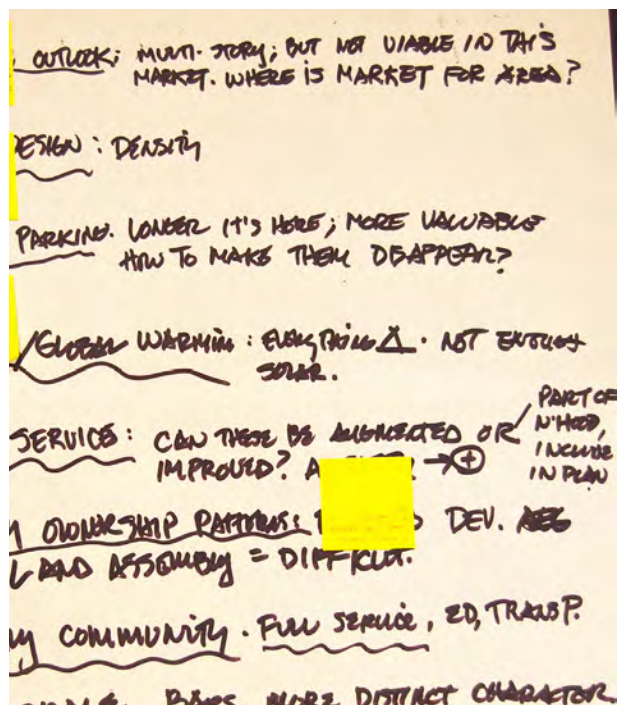 OUTLOOK: MULTI-STORY; BUT NOT VIABLE IN THIS
MARKET. WHERE IS MARKET FOR AREA?
ESIGN: DENSITY
PARKING. LONGER IT'S HERE; MORE VALUABLE
HOW TO MAKE THEM DISAPPEAR?
GLOBAL WARMING: EVERYTHING Δ. NOT ENOUGH
SOLAR.
PART OF
SERVICES: CAN THESE BE AUGMENTED OR N'HOOD,
IMPROVED? A → + INCLUDE
IN PLAN
OWNERSHIP PATTERNS: DEV.
LAND ASSEMBLY = DIFFICULT.
COMMUNITY. FULL SERVICE, ED, TRANSP.
MORE DISTINCT CHARACTER.